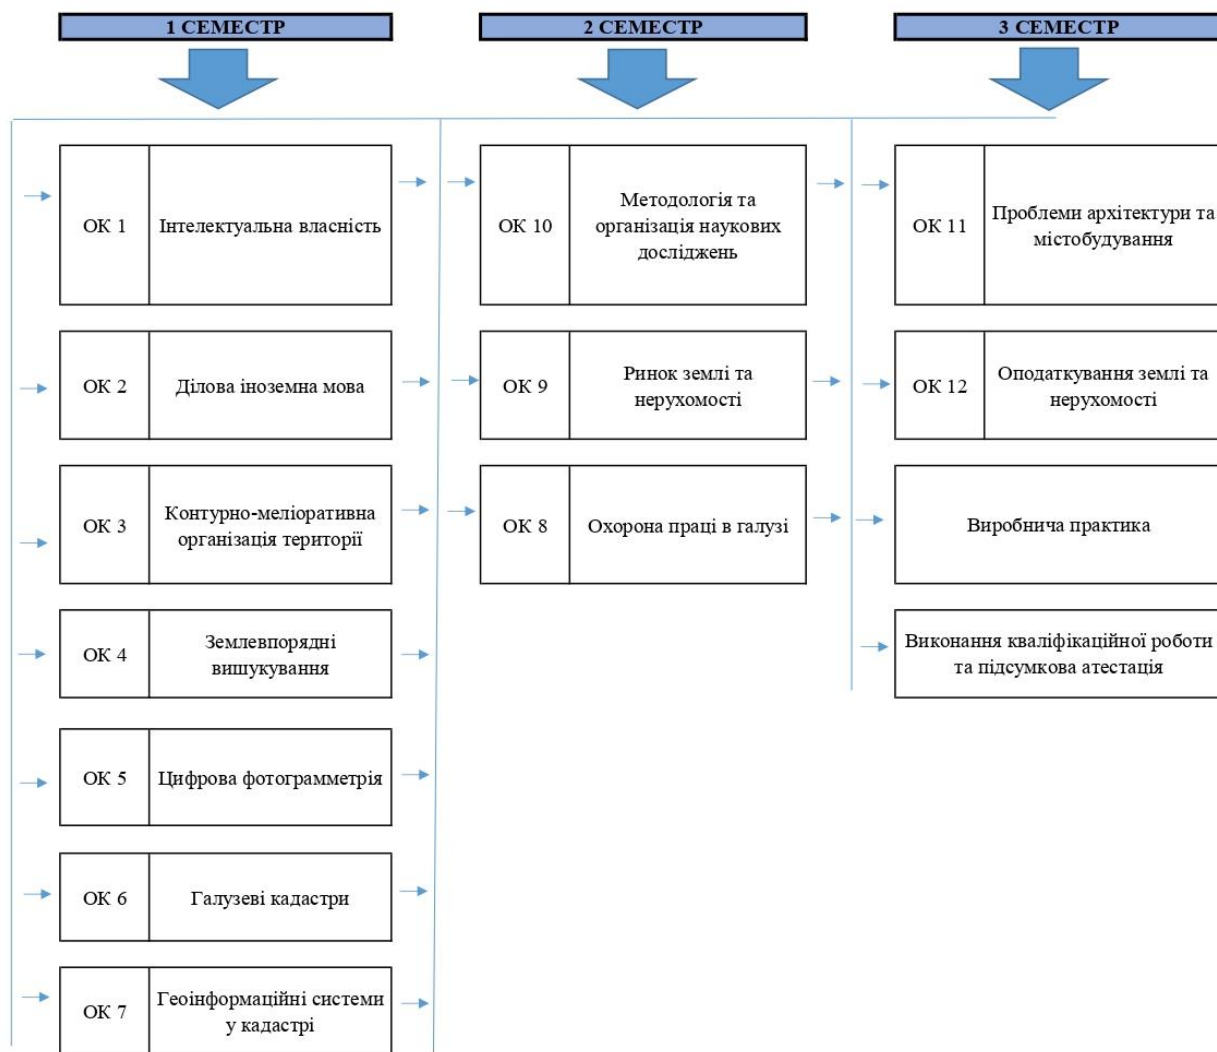 1 СЕМЕСТР
2 СЕМЕСТР
3 СЕМЕСТР
ОК 1
Інтелектуальна власність
ОК 2
Ділова іноземна мова
ОК 3
Контурно-меліоративна
організація території
ОК 4
Землевпорядні
вишукування
ОК 5
Цифрова фотограмметрія
ОК 6
Галузеві кадастри
ОК 7
Геоінформаційні системи
у кадастрі
ОК 10
Методологія та
організація наукових
досліджень
ОК 9
Ринок землі та
нерухомості
ОК 8
Охорона праці в галузі
ОК 11
Проблеми архітектури та
містобудування
ОК 12
Оподаткування землі та
нерухомості
Виробнича практика
Виконання кваліфікаційної роботи
та підсумкова атестація